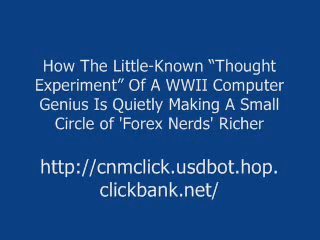 How The Little-Known “Thought
Experiment” Of A WWII Computer
Genius Is Quietly Making A Small
Circle of 'Forex Nerds' Richer
http://cnmclick.usdbot.hop.
clickbank.net/